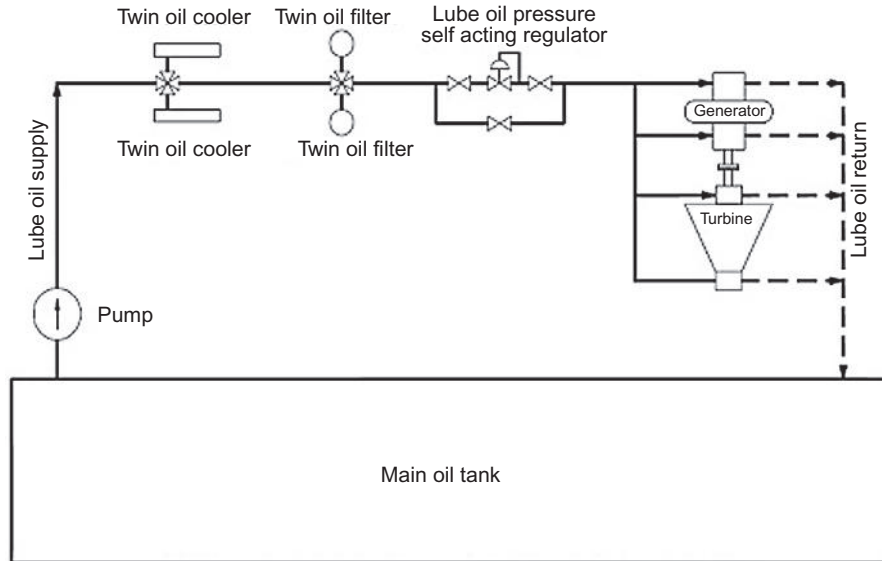 Twin oil cooler
Twin oil filter
Lube oil pressure
self acting regulator
Generator
Twin oil cooler
Twin oil filter
Lube oil supply
Lube oil return
Turbine
Pump
Main oil tank